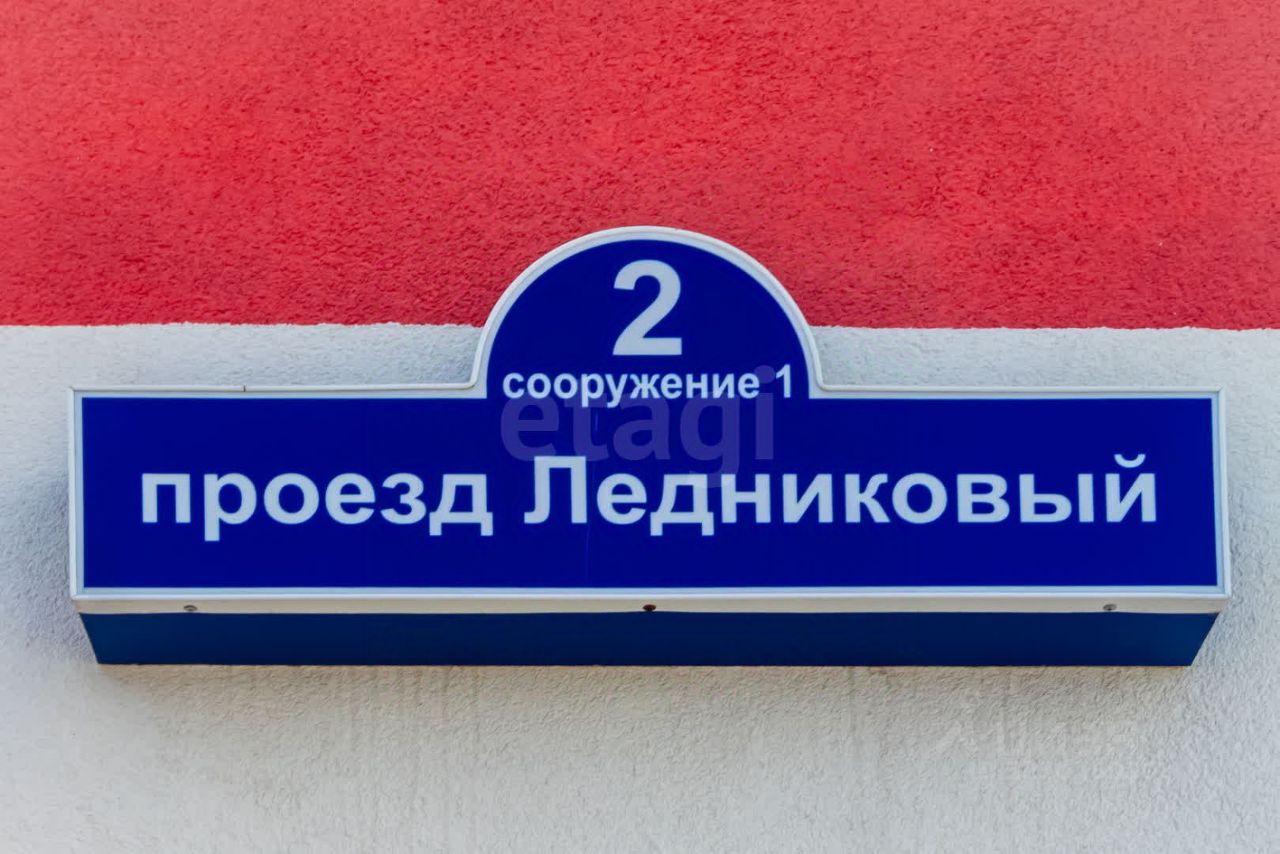 2
сооружение 1
etagi
проезд Ледниковый